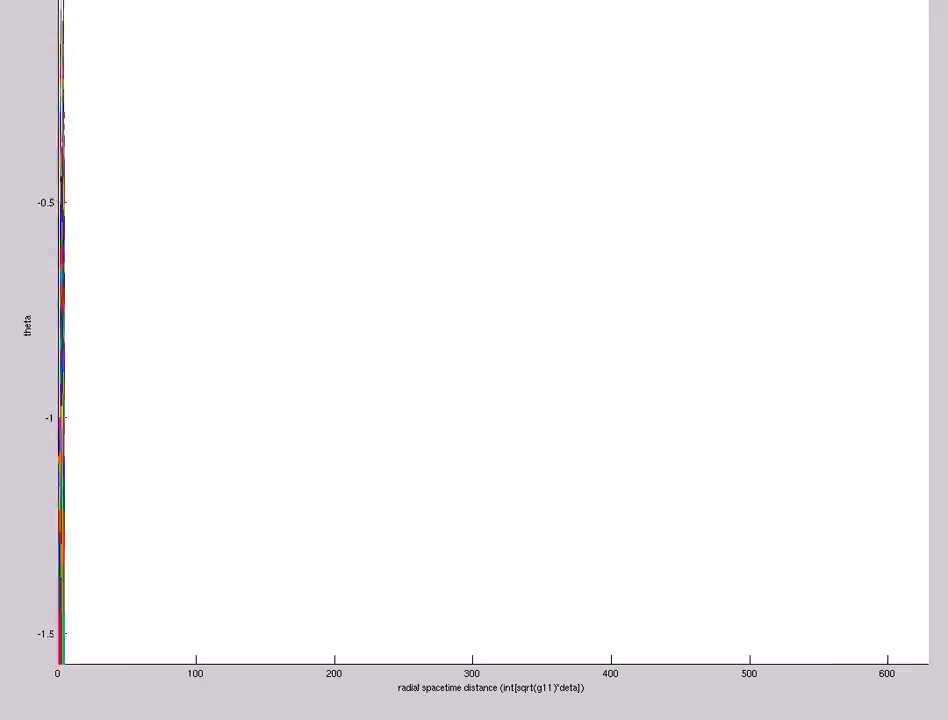 -0.5
theta
-1
-1.5
0 100 200 300 400 500 600
radial spacetime distance (int[sqrt(g11)*deta])